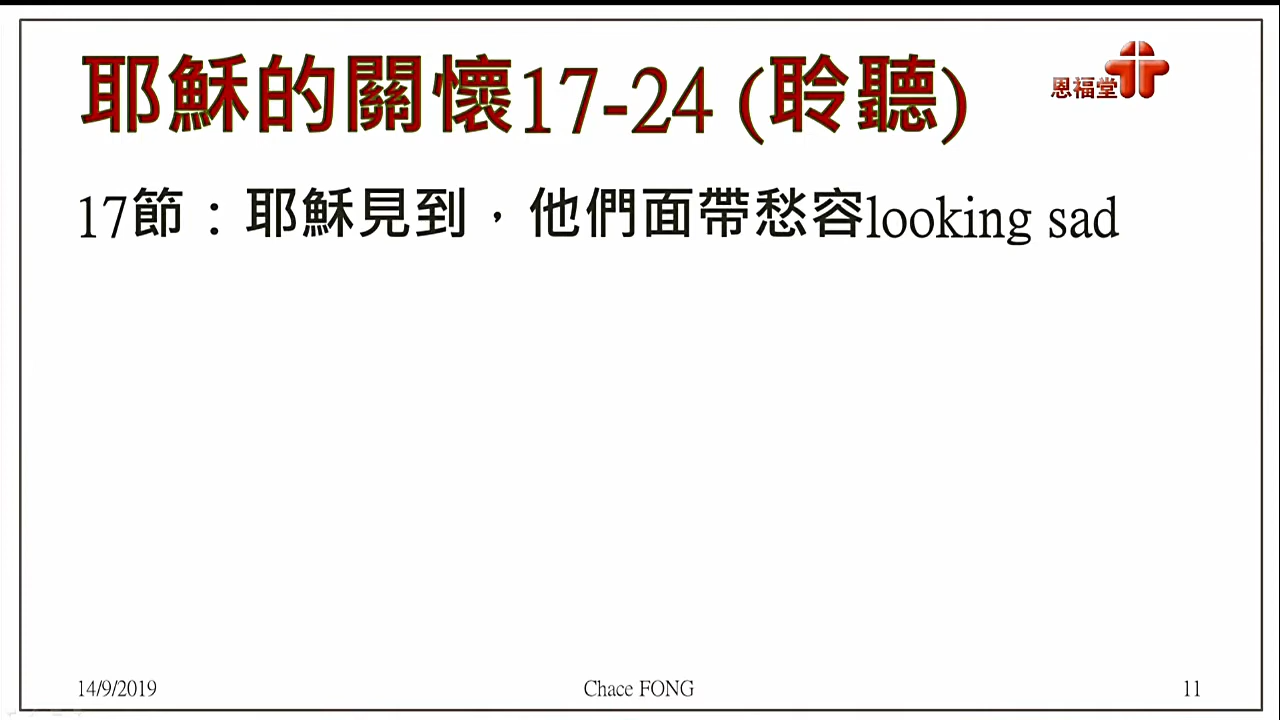 耶穌的關懷17-24 (聆聽)
恩福堂
17節：耶穌見到，他們面帶愁容looking sad
14/9/2019
Chace FONG
11